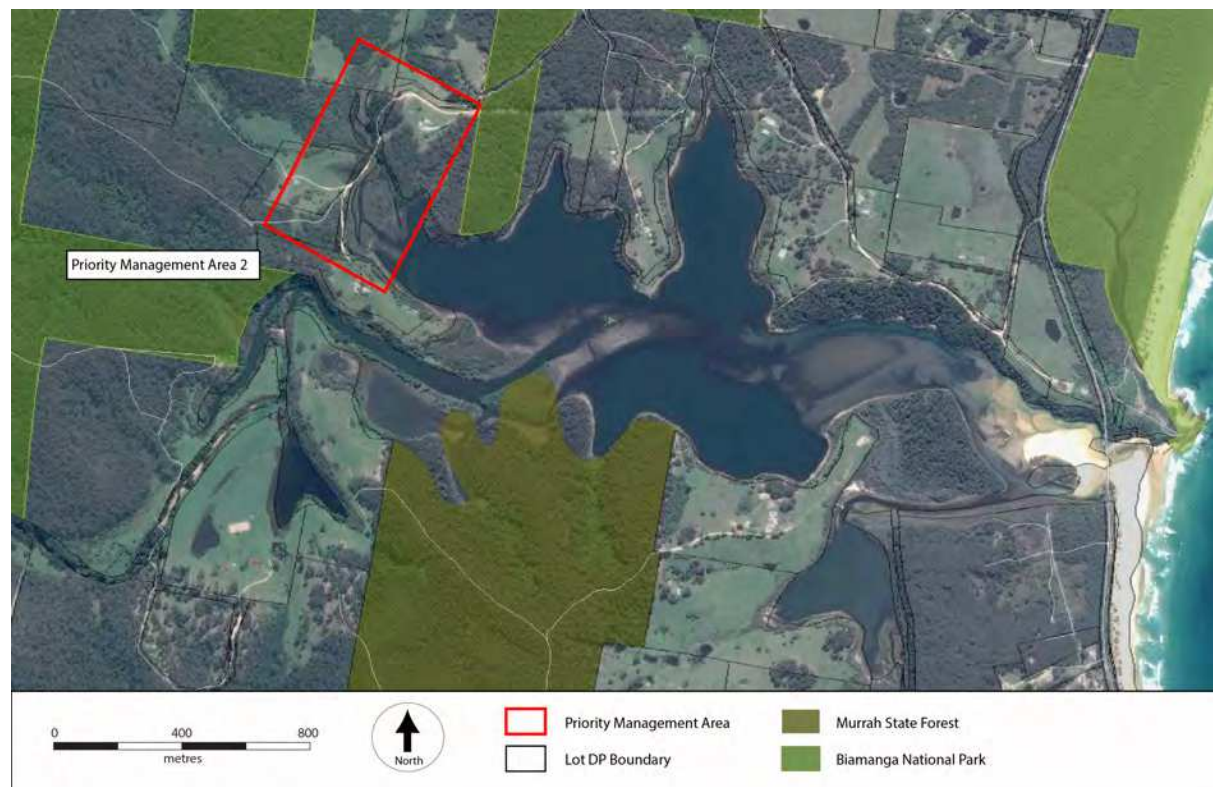 Priority Management Area 2
0 400 800
metres
North
Priority Management Area
Lot DP Boundary
Murrah State Forest
Biamanga National Park